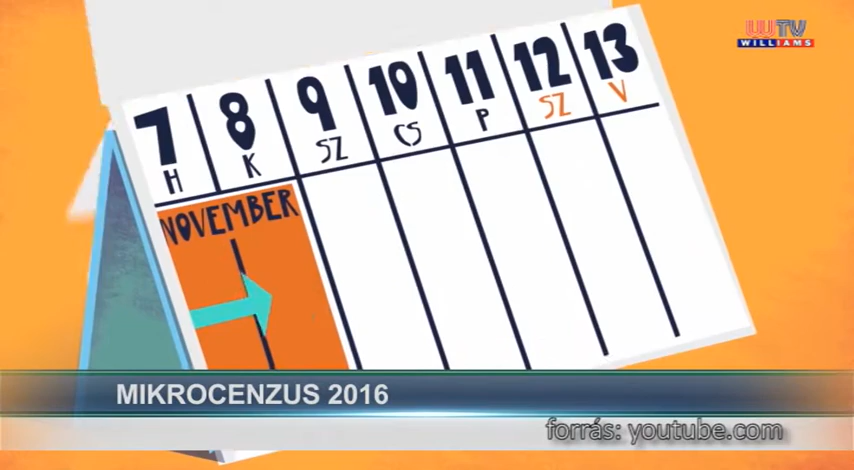 WTV
WILLIAMS
7 8 9 10 11 12 13
H K SZ CS P SZ V
NOVEMBER
MIKROCENZUS 2016
forrás: youtube.com